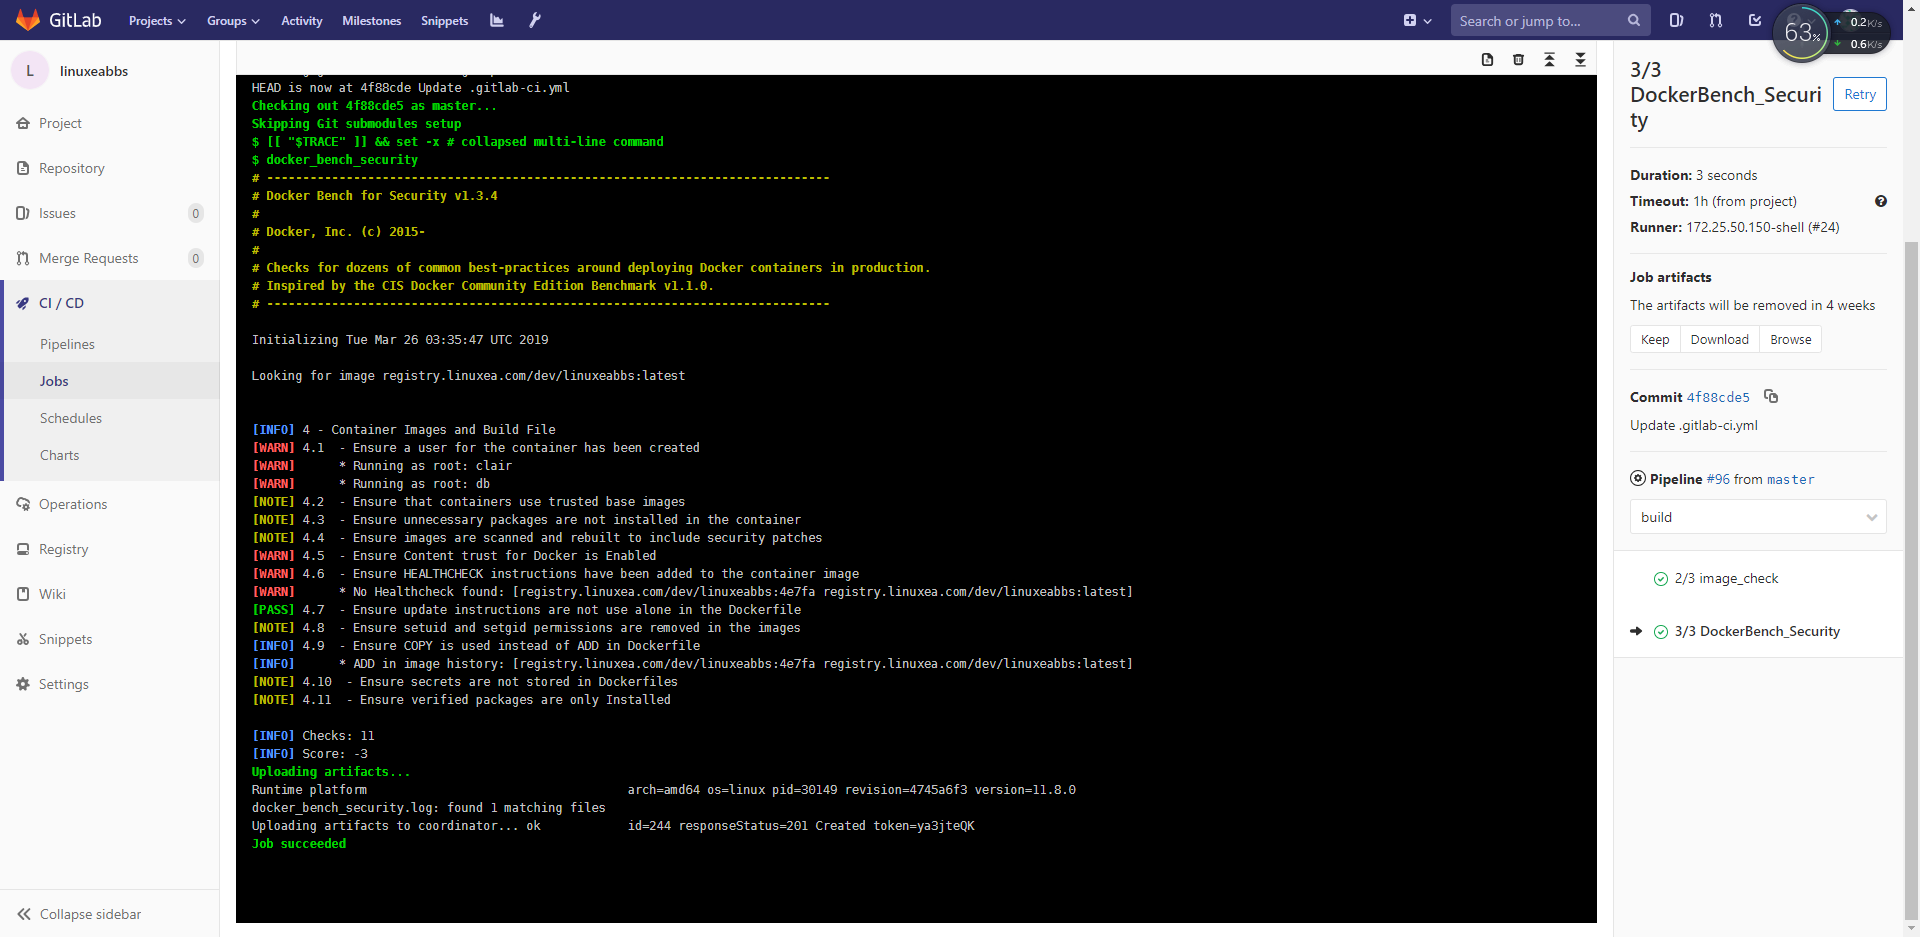 GitLab Projects Groups Activity Milestones Snippets Search or jump to... 63% 0.2K/s
0.6K/s
L linuxeabbs
Project
Repository
Issues 0
Merge Requests 0
CI / CD
Pipelines
Jobs
Schedules
Charts
Operations
Registry
Wiki
Snippets
Settings
Collapse sidebar
HEAD is now at 4f88cde Update .gitlab-ci.yml
Checking out 4f88cde5 as master...
Skipping Git submodules setup
$ [[ "$TRACE" ]] && set -x # collapsed multi-line command
$ docker_bench_security
# ------------------------------------------------------------------------------
# Docker Bench for Security v1.3.4
#
# Docker, Inc. (c) 2015-
#
# Checks for dozens of common best-practices around deploying Docker containers in production.
# Inspired by the CIS Docker Community Edition Benchmark v1.1.0.
# ------------------------------------------------------------------------------
Initializing Tue Mar 26 03:35:47 UTC 2019
Looking for image registry.linuxea.com/dev/linuxeabbs:latest
[INFO] 4 - Container Images and Build File
[WARN] 4.1  - Ensure a user for the container has been created
[WARN]      * Running as root: clair
[WARN]      * Running as root: db
[NOTE] 4.2  - Ensure that containers use trusted base images
[NOTE] 4.3  - Ensure unnecessary packages are not installed in the container
[NOTE] 4.4  - Ensure images are scanned and rebuilt to include security patches
[WARN] 4.5  - Ensure Content trust for Docker is Enabled
[WARN] 4.6  - Ensure HEALTHCHECK instructions have been added to the container image
[WARN]      * No Healthcheck found: [registry.linuxea.com/dev/linuxeabbs:4e7fa registry.linuxea.com/dev/linuxeabbs:latest]
[PASS] 4.7  - Ensure update instructions are not use alone in the Dockerfile
[NOTE] 4.8  - Ensure setuid and setgid permissions are removed in the images
[INFO] 4.9  - Ensure COPY is used instead of ADD in Dockerfile
[INFO]      * ADD in image history: [registry.linuxea.com/dev/linuxeabbs:4e7fa registry.linuxea.com/dev/linuxeabbs:latest]
[NOTE] 4.10  - Ensure secrets are not stored in Dockerfiles
[NOTE] 4.11  - Ensure verified packages are only Installed
[INFO] Checks: 11
[INFO] Score: -3
Uploading artifacts...
Runtime platform arch=amd64 os=linux pid=30149 revision=4745a6f3 version=11.8.0
docker_bench_security.log: found 1 matching files
Uploading artifacts to coordinator... ok id=244 responseStatus=201 Created token=ya3jteQK
Job succeeded
3/3
DockerBench_Securi
ty
Retry
Duration: 3 seconds
Timeout: 1h (from project)
Runner: 172.25.50.150-shell (#24)
Job artifacts
The artifacts will be removed in 4 weeks
Keep Download Browse
Commit 4f88cde5
Update .gitlab-ci.yml
Pipeline #96 from master
build
2/3 image_check
3/3 DockerBench_Security